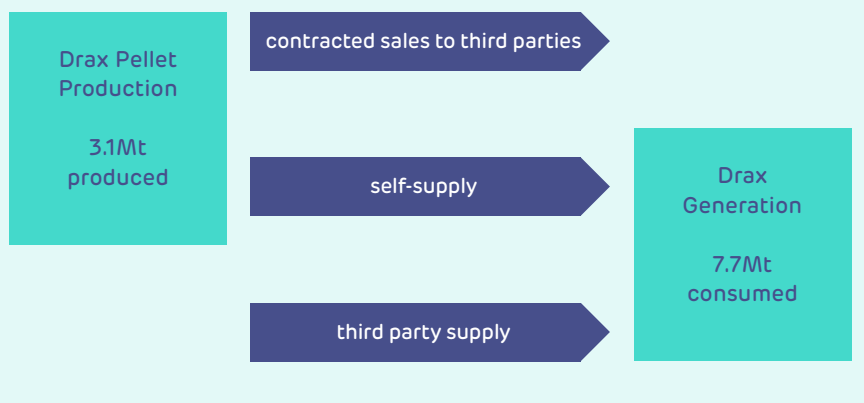 Drax Pellet
Production
3.1Mt
produced
contracted sales to third parties
self-supply
third party supply
Drax
Generation
7.7Mt
consumed